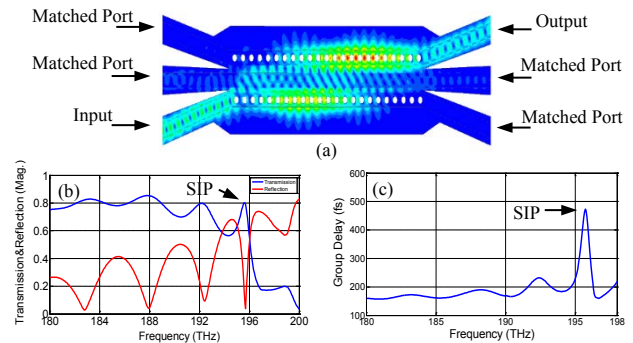 Matched Port
Output
Matched Port
Matched Port
Input
Matched Port
(a)
(b)
SIP
Transmission
Reflection
Transmission&Reflection (Mag.)
1
0.8
0.6
0.4
0.2
0
180 184 188 192 196 200
Frequency (THz)
(c)
SIP
Group Delay (fs)
600
500
400
300
200
100
180 185 190 195 198
Frequency (THz)